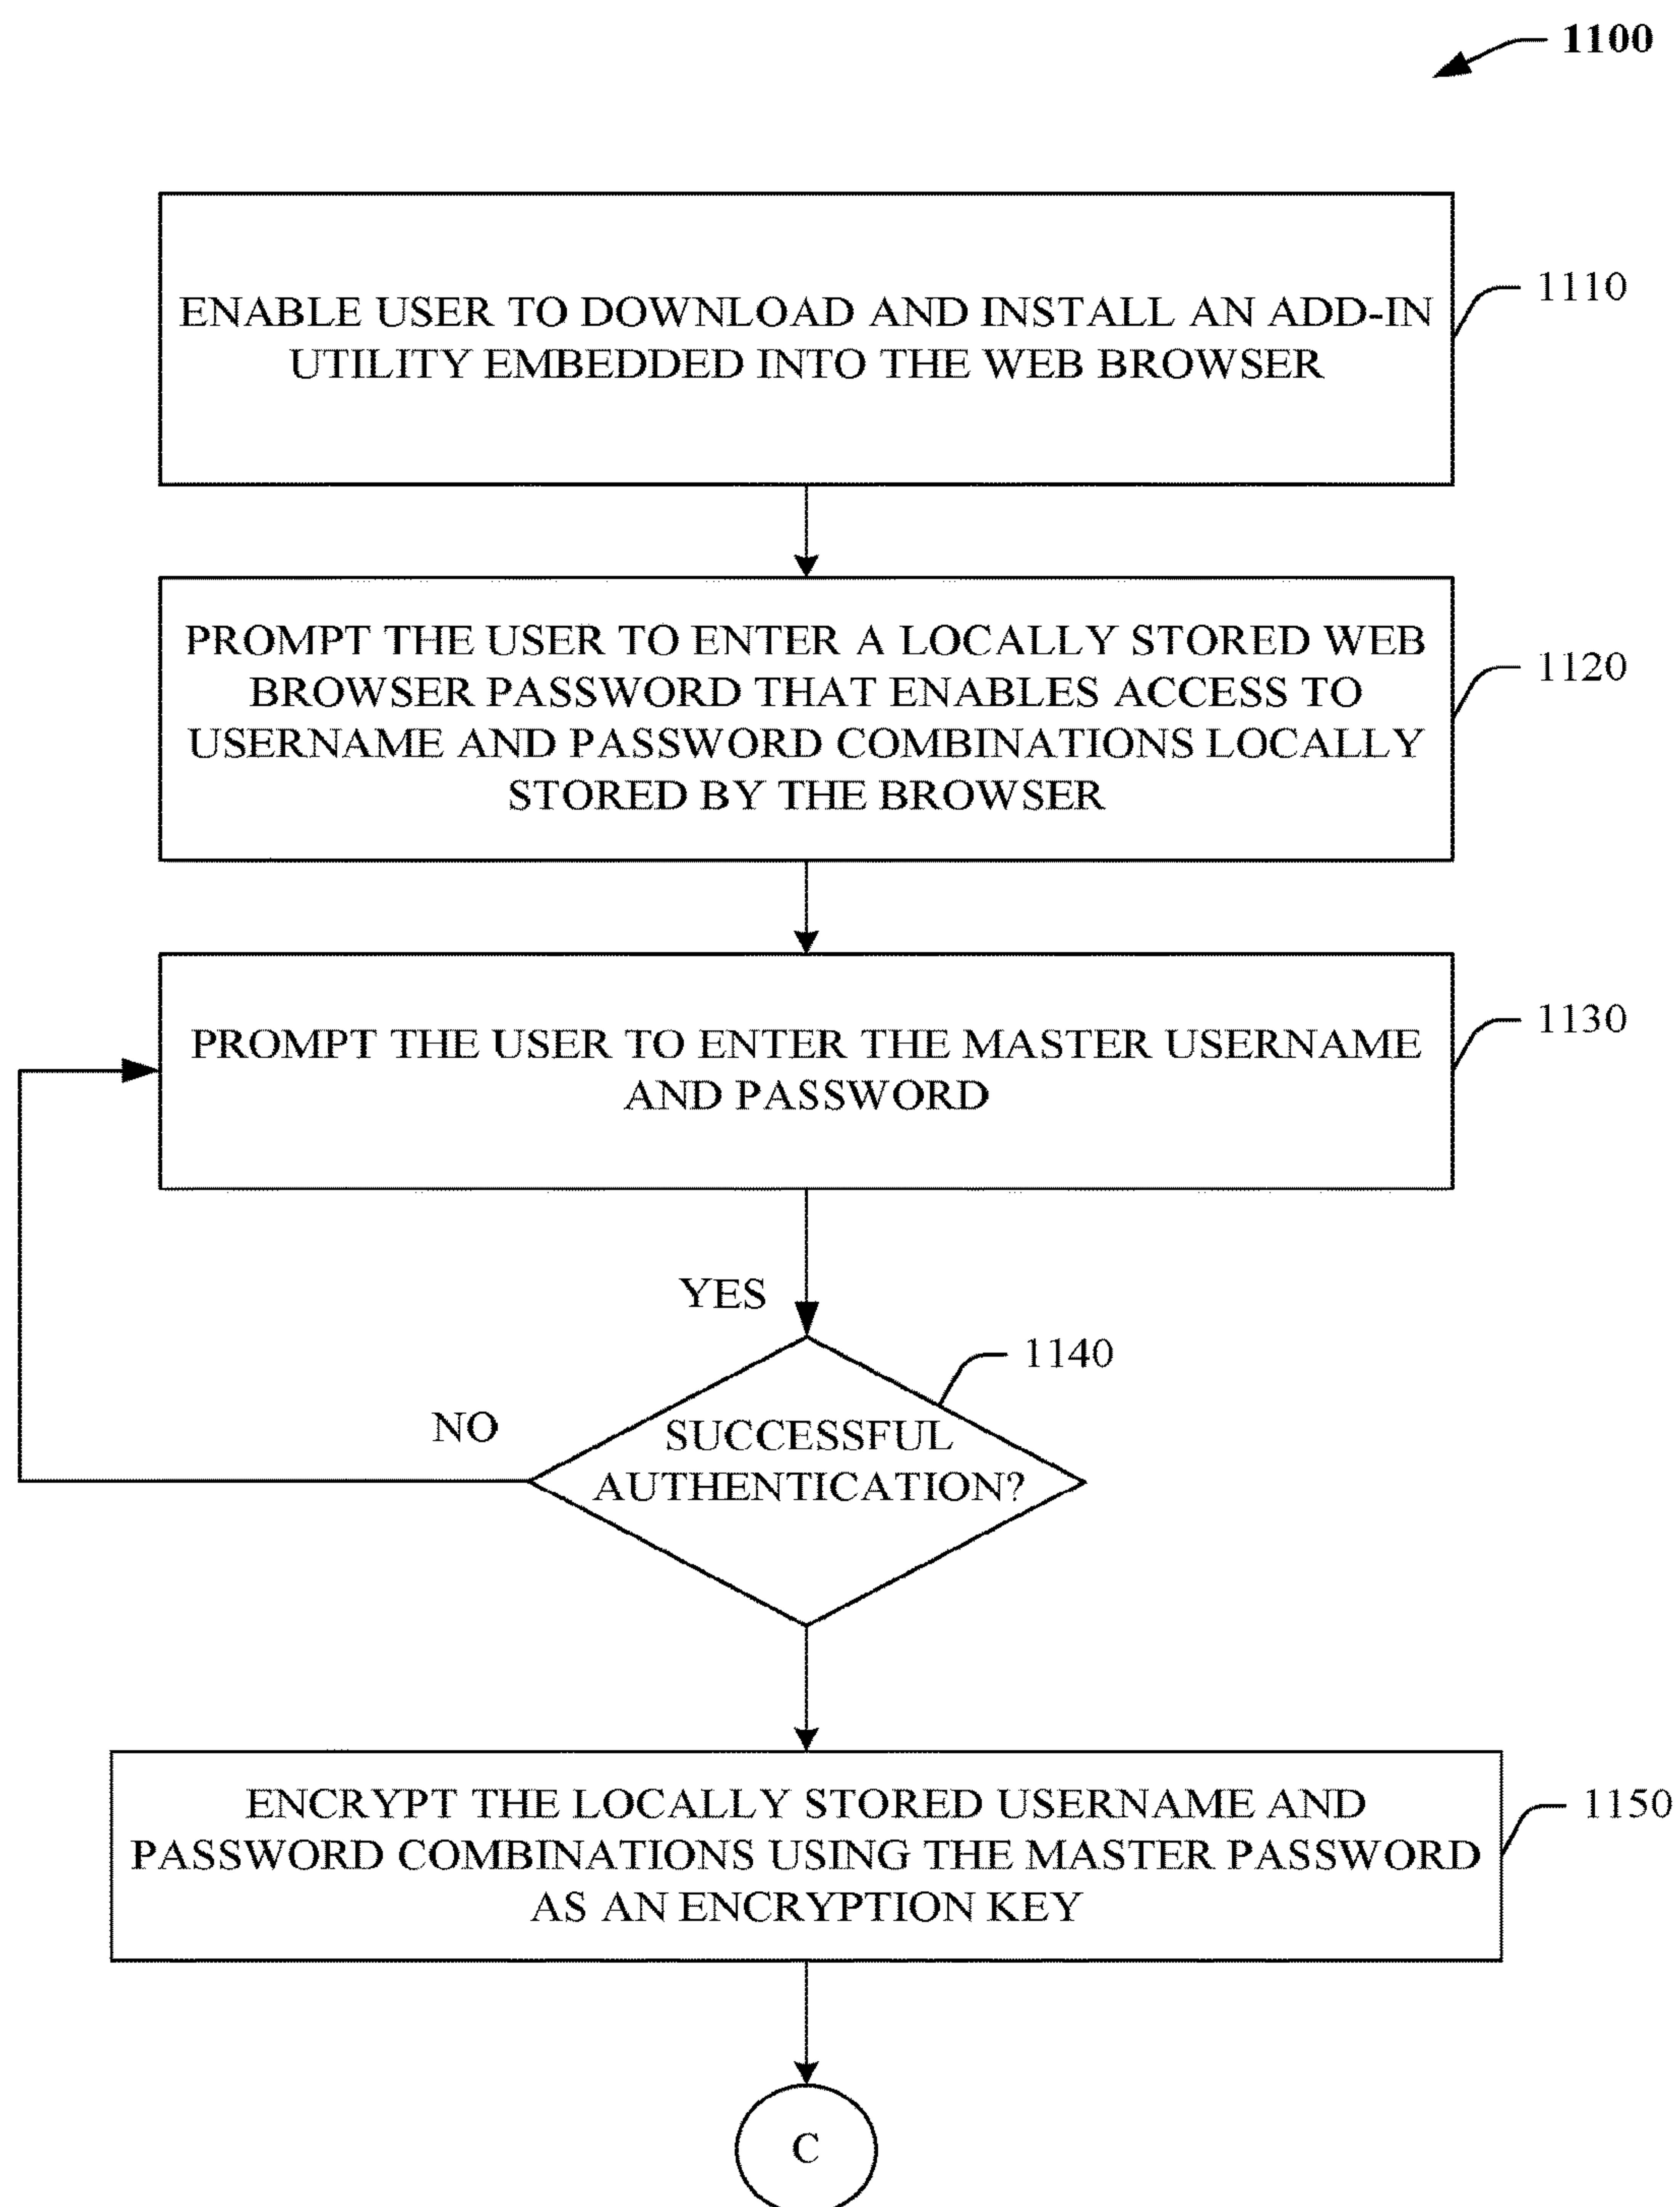 1100
ENABLE USER TO DOWNLOAD AND INSTALL AN ADD-IN
UTILITY EMBEDDED INTO THE WEB BROWSER
1110
PROMPT THE USER TO ENTER A LOCALLY STORED WEB
BROWSER PASSWORD THAT ENABLES ACCESS TO
USERNAME AND PASSWORD COMBINATIONS LOCALLY
STORED BY THE BROWSER
1120
PROMPT THE USER TO ENTER THE MASTER USERNAME
AND PASSWORD
1130
YES
1140
NO
SUCCESSFUL
AUTHENTICATION?
ENCRYPT THE LOCALLY STORED USERNAME AND
PASSWORD COMBINATIONS USING THE MASTER PASSWORD
AS AN ENCRYPTION KEY
1150
C